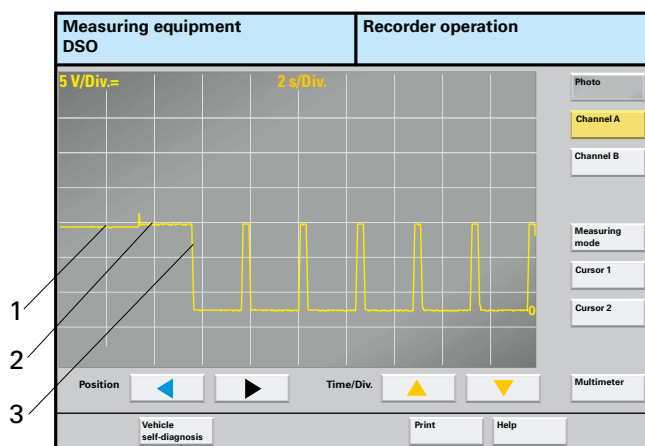 Measuring equipment
DSO
Recorder operation
5 V/Div.=
2 s/Div.
Photo
Channel A
Channel B
Measuring
mode
Cursor 1
Cursor 2
0
1
2
3
Position
Time/Div.
Multimeter
Vehicle
self-diagnosis
Print
Help